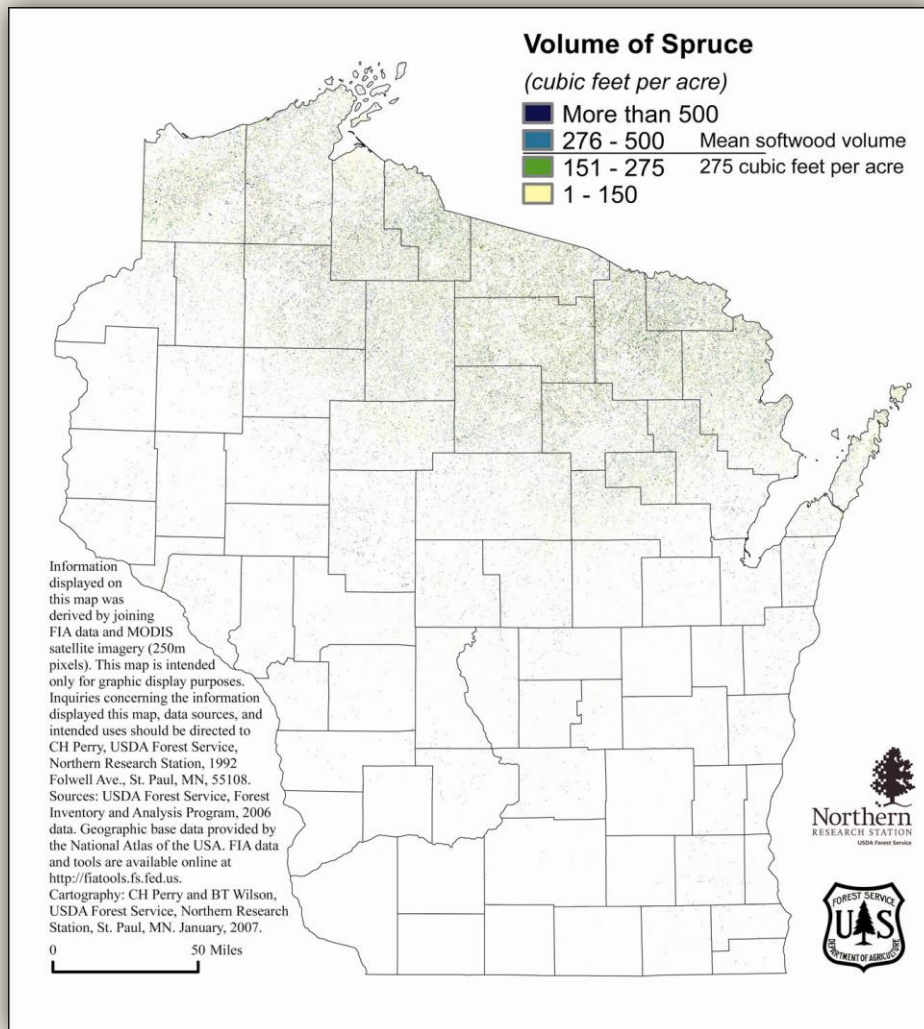 Volume of Spruce
(cubic feet per acre)
More than 500
276 - 500 Mean softwood volume
151 - 275 275 cubic feet per acre
1 - 150
Information
displayed on
this map was
derived by joining
FIA data and MODIS
satellite imagery (250m
pixels). This map is intended
only for graphic display purposes.
Inquiries concerning the information
displayed this map, data sources, and
intended uses should be directed to
CH Perry, USDA Forest Service,
Northern Research Station, 1992
Folwell Ave., St. Paul, MN, 55108.
Sources: USDA Forest Service, Forest
Inventory and Analysis Program, 2006
data. Geographic base data provided by
the National Atlas of the USA. FIA data
and tools are available online at
http://fiatools.fs.fed.us.
Cartography: CH Perry and BT Wilson,
USDA Forest Service, Northern Research
Station, St. Paul, MN. January, 2007.
0 50 Miles
Northern
RESEARCH STATION
USDA Forest Service
FOREST SERVICE
U S
DEPARTMENT OF AGRICULTURE